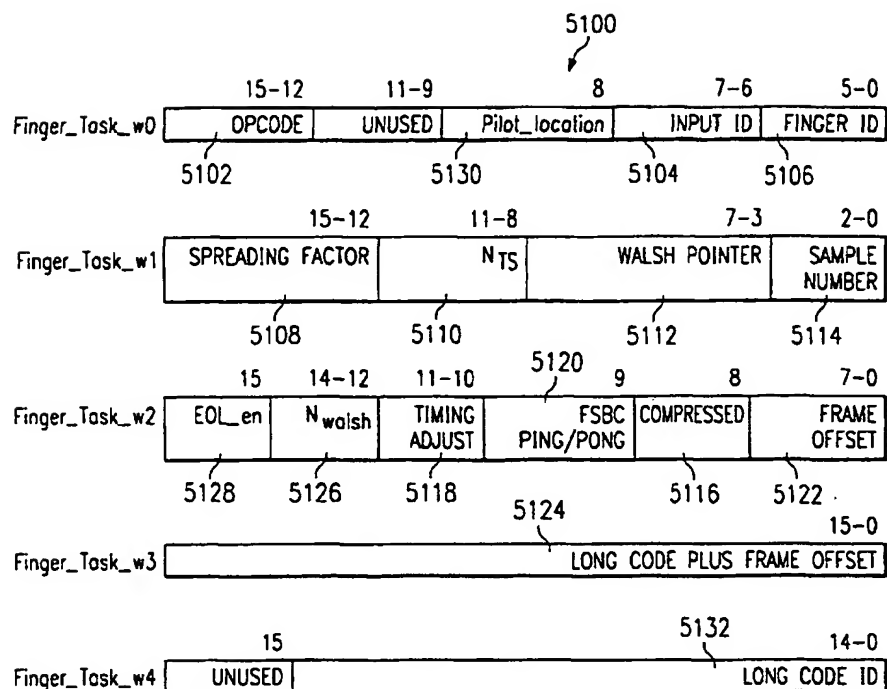 5100
15-12 11-9 8 7-6 5-0
Finger_Task_w0 OPCODE UNUSED Pilot_location INPUT ID FINGER ID
5102 5130 5104 5106
15-12 11-8 7-3 2-0
Finger_Task_w1 SPREADING FACTOR NTS WALSH POINTER SAMPLE NUMBER
5108 5110 5112 5114
5120
15 14-12 11-10 9 8 7-0
Finger_Task_w2 EOL_en Nwalsh TIMING ADJUST FSBC PING/PONG COMPRESSED FRAME OFFSET
5128 5126 5118 5116 5122
5124 15-0
Finger_Task_w3 LONG CODE PLUS FRAME OFFSET
15 5132 14-0
Finger_Task_w4 UNUSED LONG CODE ID